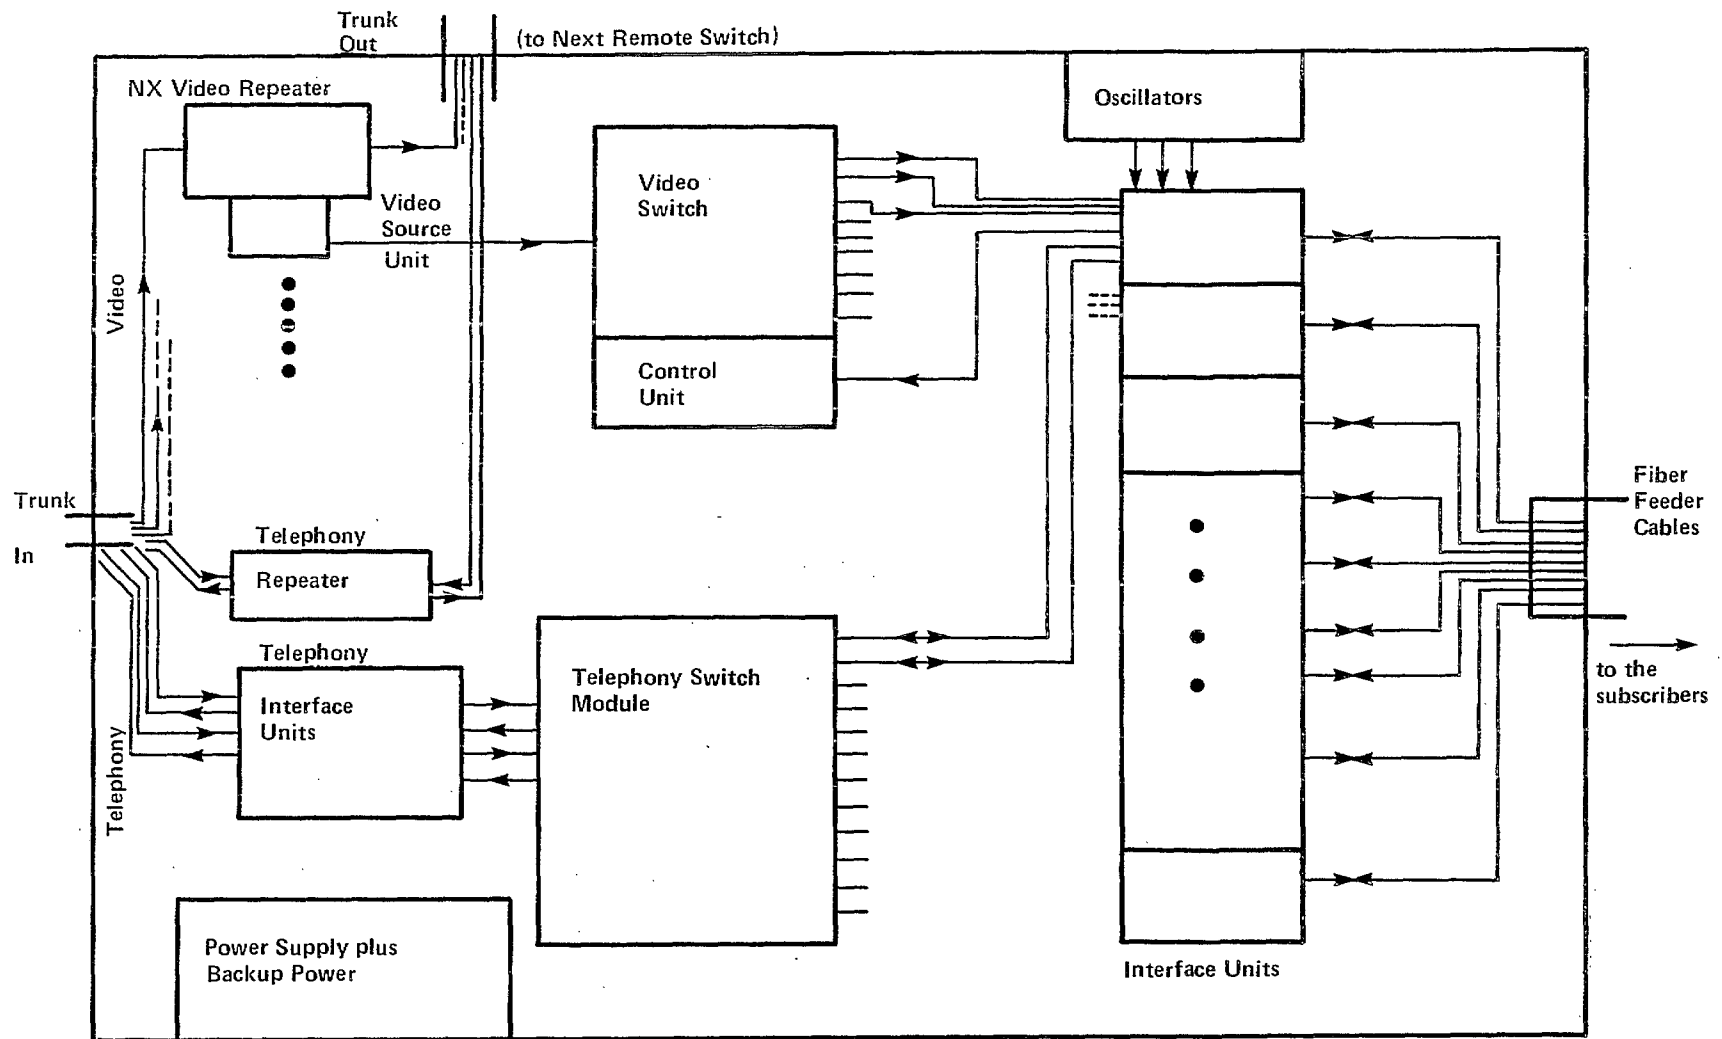 Trunk
Out
(to Next Remote Switch)
NX Video Repeater
Oscillators
Video
Source
Unit
Video
Switch
Video
Control
Unit
Trunk
In
Fiber
Feeder
Cables
Telephony
Repeater
to the
subscribers
Telephony
Interface
Units
Telephony Switch
Module
Telephony
Power Supply plus
Backup Power
Interface Units